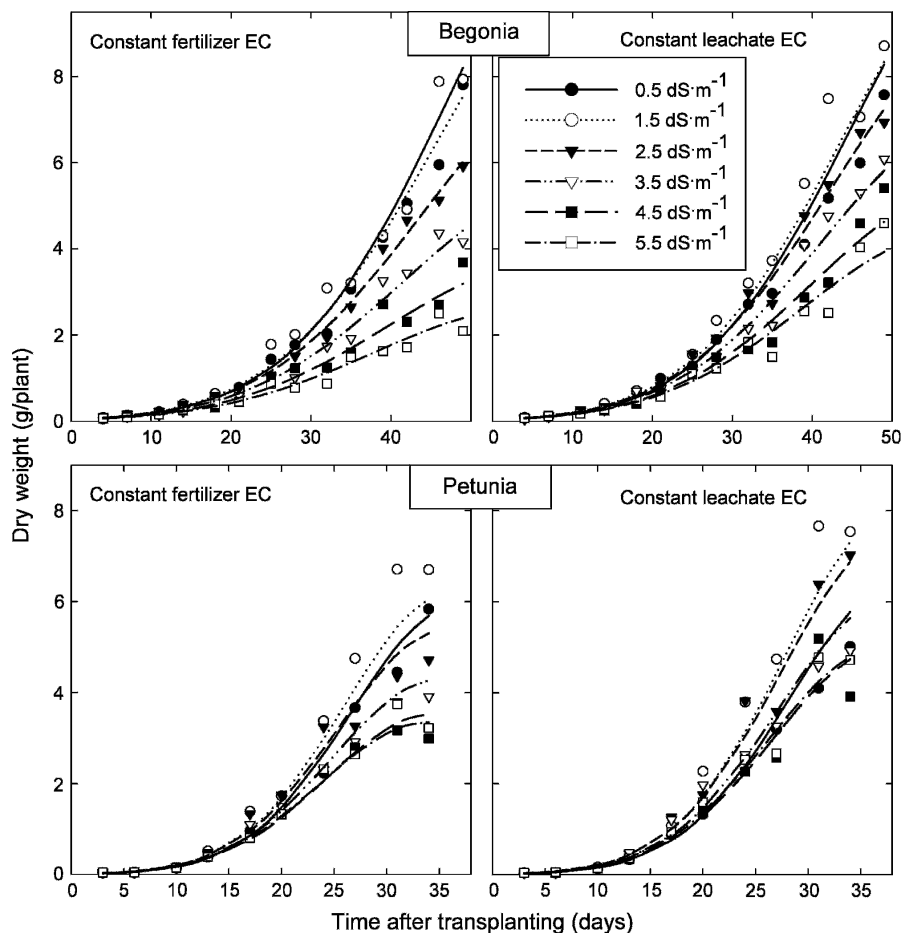 Begonia
Constant fertilizer EC
Constant leachate EC
0.5 dS·m⁻¹
1.5 dS·m⁻¹
2.5 dS·m⁻¹
3.5 dS·m⁻¹
4.5 dS·m⁻¹
5.5 dS·m⁻¹
8
6
4
2
0
0 10 20 30 40
0 10 20 30 40 50
Dry weight (g/plant)
Petunia
Constant fertilizer EC
Constant leachate EC
8
6
4
2
0
0 5 10 15 20 25 30 35
0 5 10 15 20 25 30 35
Time after transplanting (days)